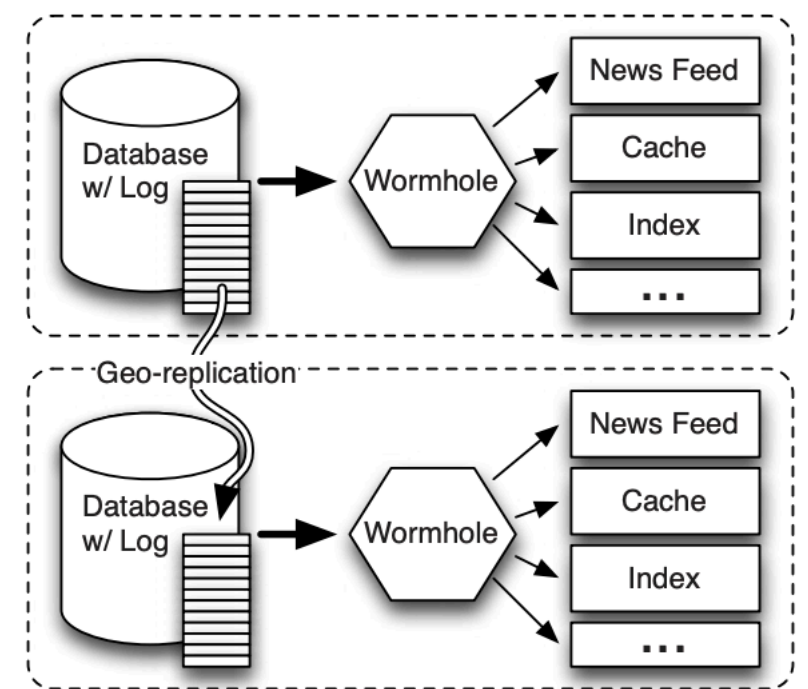 Database
w/ Log
Wormhole
News Feed
Cache
Index
...
Geo-replication
Database
w/ Log
Wormhole
News Feed
Cache
Index
...